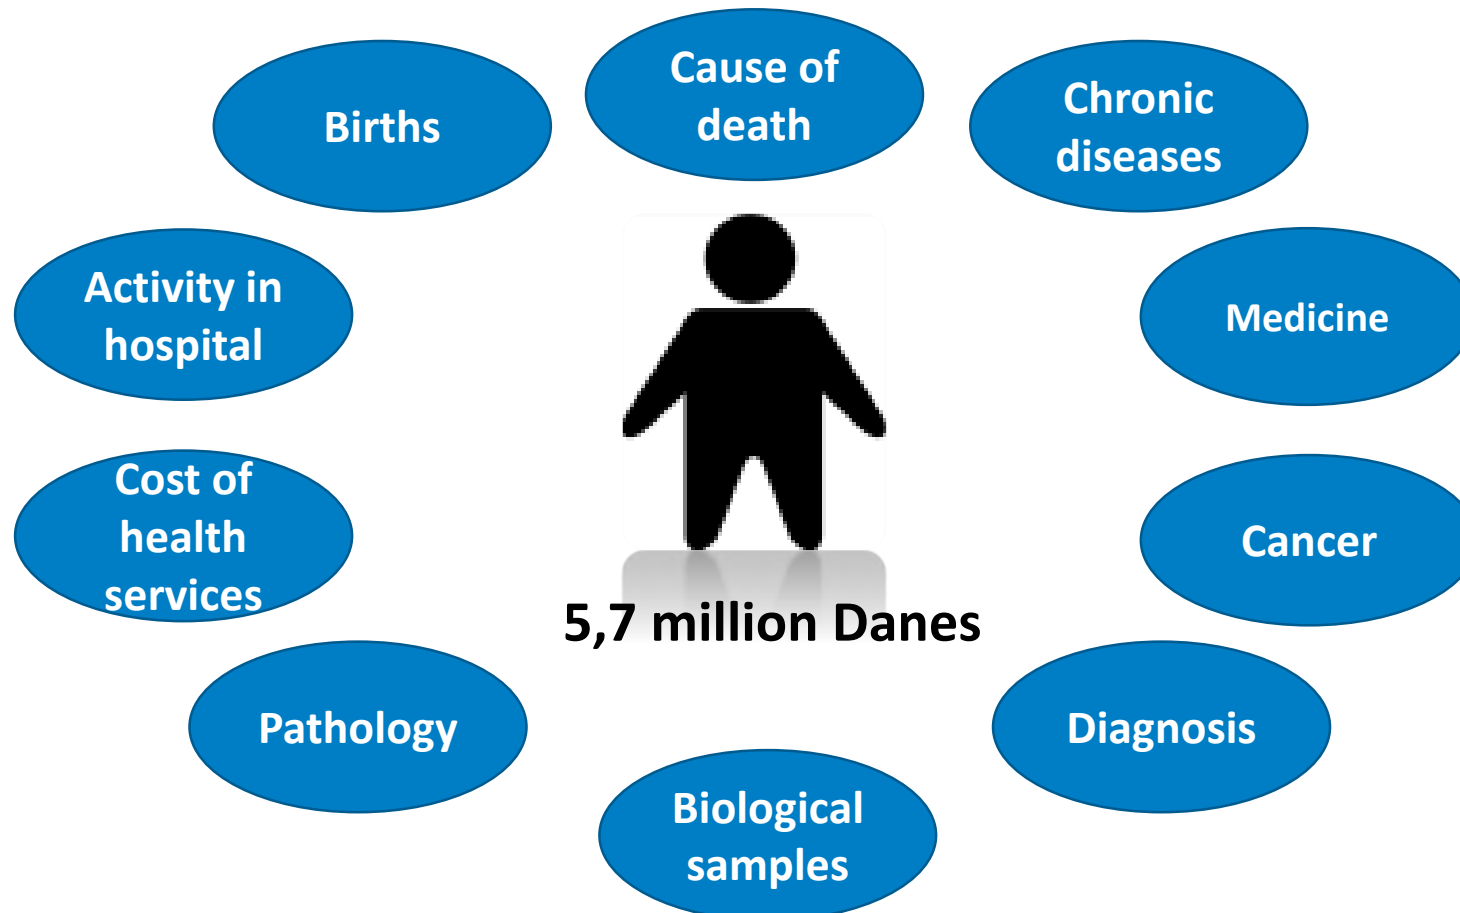 Cause of
death
Births
Chronic
diseases
Activity in
hospital
Medicine
Cost of
health
services
Cancer
5,7 million Danes
Pathology
Diagnosis
Biological
samples